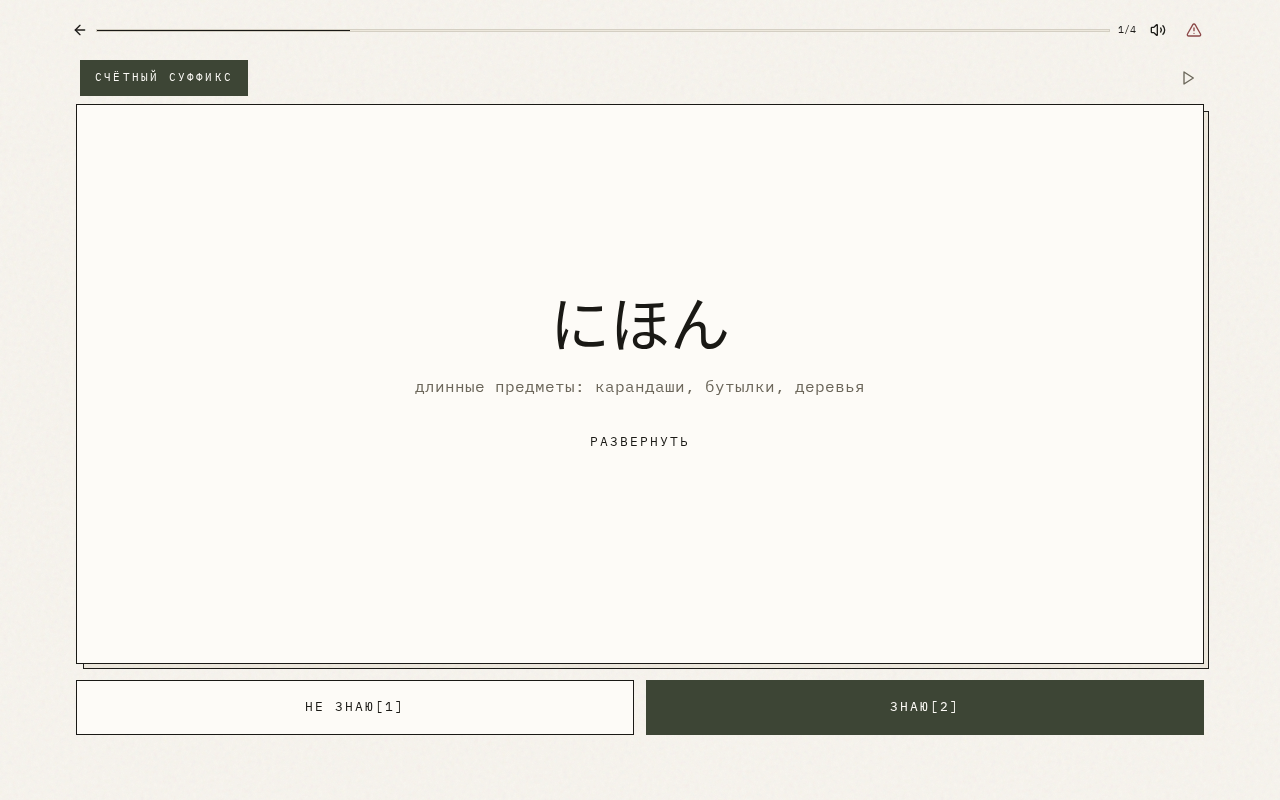 1/4
СЧЁТНЫЙ СУФФИКС
にほん
длинные предметы: карандаши, бутылки, деревья
РАЗВЕРНУТЬ
НЕ ЗНАЮ[1]
ЗНАЮ[2]